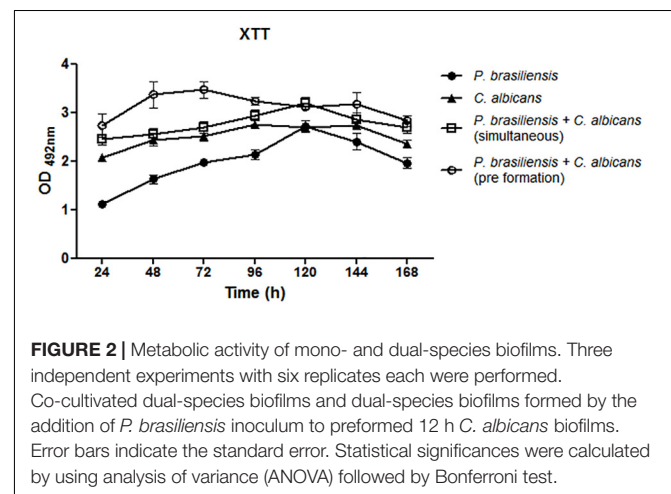 XTT
4
3
2
1
0
OD 492nm
24 48 72 96 120 144 168
Time (h)
P. brasiliensis
C. albicans
P. brasiliensis + C. albicans
(simultaneous)
P. brasiliensis + C. albicans
(pre formation)
FIGURE 2 | Metabolic activity of mono- and dual-species biofilms. Three
independent experiments with six replicates each were performed.
Co-cultivated dual-species biofilms and dual-species biofilms formed by the
addition of P. brasiliensis inoculum to preformed 12 h C. albicans biofilms.
Error bars indicate the standard error. Statistical significances were calculated
by using analysis of variance (ANOVA) followed by Bonferroni test.